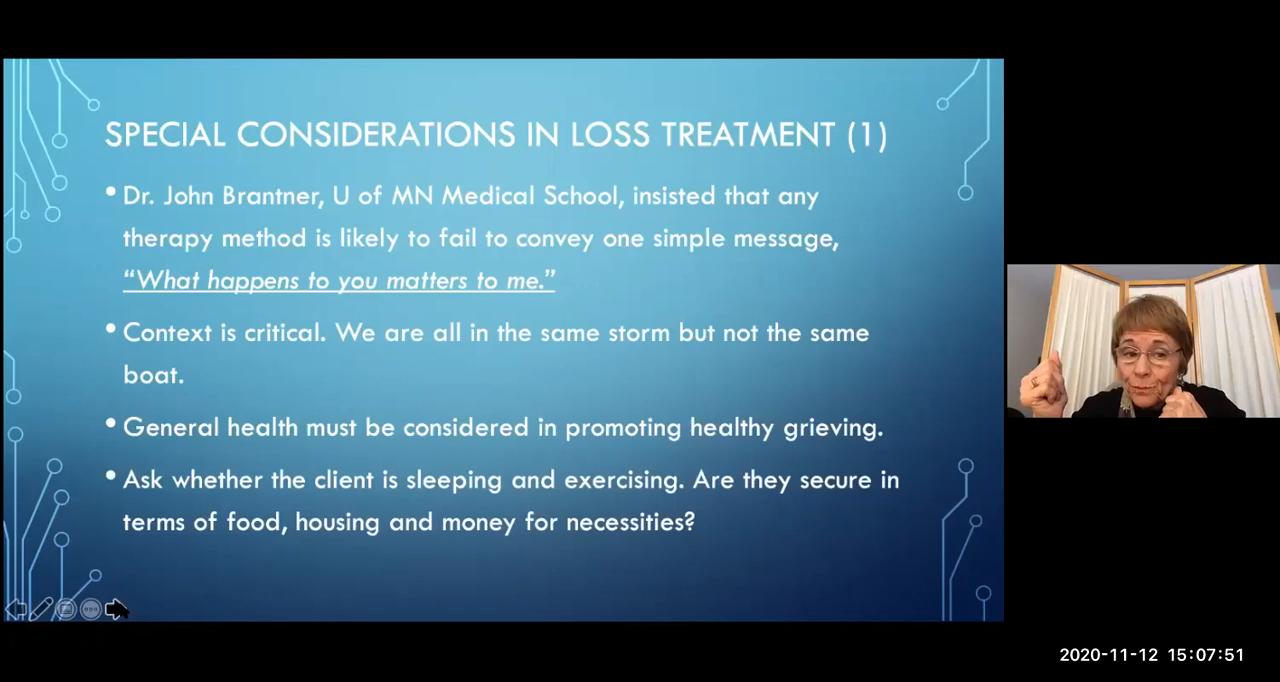 SPECIAL CONSIDERATIONS IN LOSS TREATMENT (1)
• Dr. John Brantner, U of MN Medical School, insisted that any
therapy method is likely to fail to convey one simple message,
“What happens to you matters to me.”
• Context is critical. We are all in the same storm but not the same
boat.
• General health must be considered in promoting healthy grieving.
• Ask whether the client is sleeping and exercising. Are they secure in
terms of food, housing and money for necessities?
2020-11-12 15:07:51